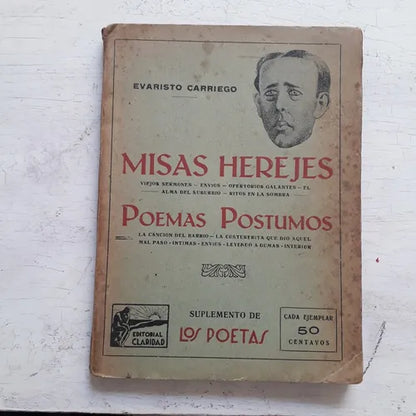 EVARISTO CARRIEGO
MISAS HEREJES
VIEJOS SERMONES - ENVIOS - OFERTORIOS GALANTES - EL
ALMA DEL SUBURBIO - RITOS EN LA SOMBRA
POEMAS POSTUMOS
LA CANCION DEL BARRIO - LA COSTURERITA QUE DIO AQUEL
MAL PASO - INTIMAS - ENVIOS - LEYENDO A DUMAS - INTERIOR
EDITORIAL
CLARIDAD
SUPLEMENTO DE
LOS POETAS
CADA EJEMPLAR
50
CENTAVOS